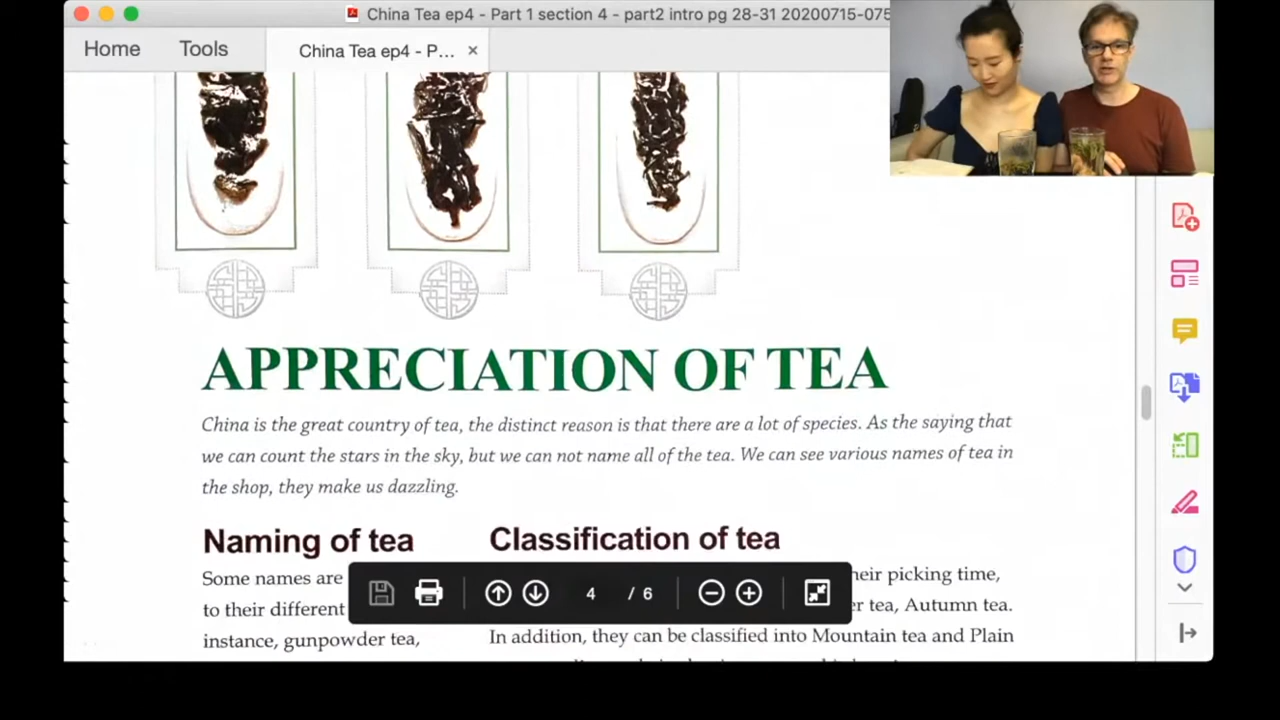 China Tea ep4 - Part 1 section 4 - part2 intro pg 28-31 20200715-075
Home
Tools
China Tea ep4 - P...
APPRECIATION OF TEA
China is the great country of tea, the distinct reason is that there are a lot of species. As the saying that
we can count the stars in the sky, but we can not name all of the tea. We can see various names of tea in
the shop, they make us dazzling.
Naming of tea
Some names are
to their different
instance, gunpowder tea,
Classification of tea
heir picking time,
er tea, Autumn tea.
In addition, they can be classified into Mountain tea and Plain
4 / 6